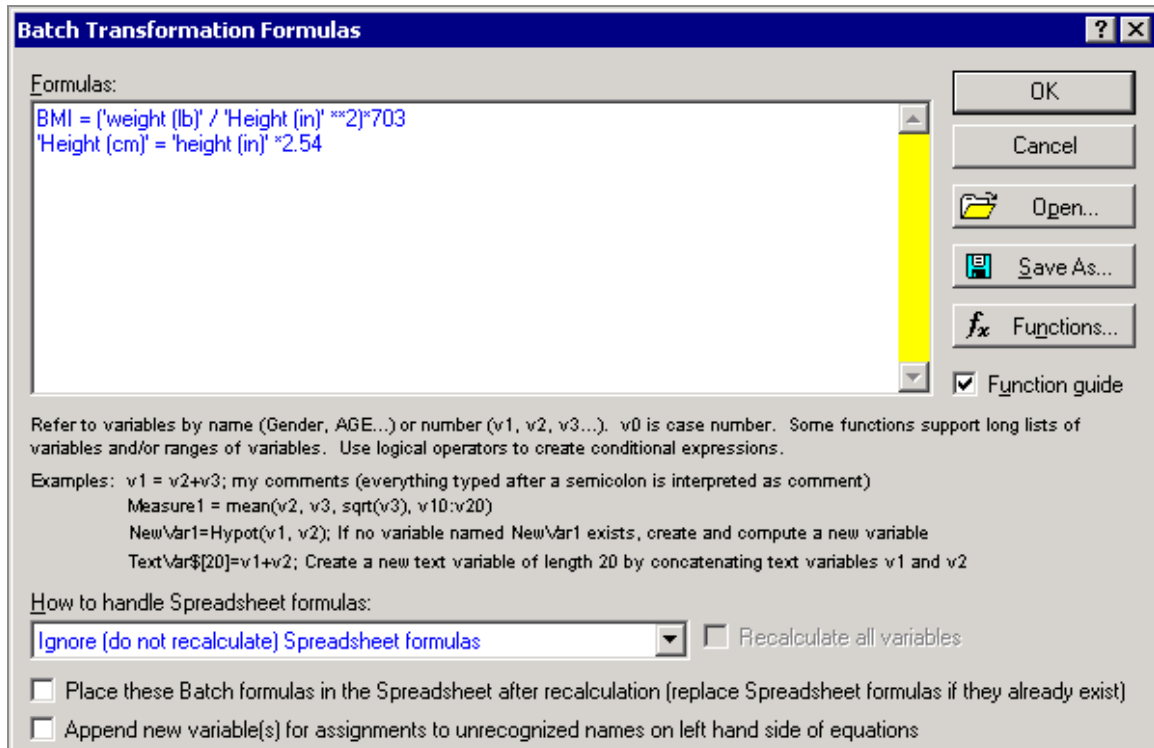 Batch Transformation Formulas
Formulas:
BMI = ('weight (lb)' / 'Height (in)' **2)*703
'Height (cm)' = 'height (in)' *2.54
OK
Cancel
Open...
Save As...
fx Functions...
Function guide
Refer to variables by name (Gender, AGE...) or number (v1, v2, v3...). v0 is case number. Some functions support long lists of
variables and/or ranges of variables. Use logical operators to create conditional expressions.
Examples: v1 = v2+v3; my comments (everything typed after a semicolon is interpreted as comment)
Measure1 = mean(v2, v3, sqrt(v3), v10:v20)
NewVar1=Hypot(v1, v2); If no variable named NewVar1 exists, create and compute a new variable
TextVar$[20]=v1+v2; Create a new text variable of length 20 by concatenating text variables v1 and v2
How to handle Spreadsheet formulas:
Ignore (do not recalculate) Spreadsheet formulas
Recalculate all variables
Place these Batch formulas in the Spreadsheet after recalculation (replace Spreadsheet formulas if they already exist)
Append new variable(s) for assignments to unrecognized names on left hand side of equations